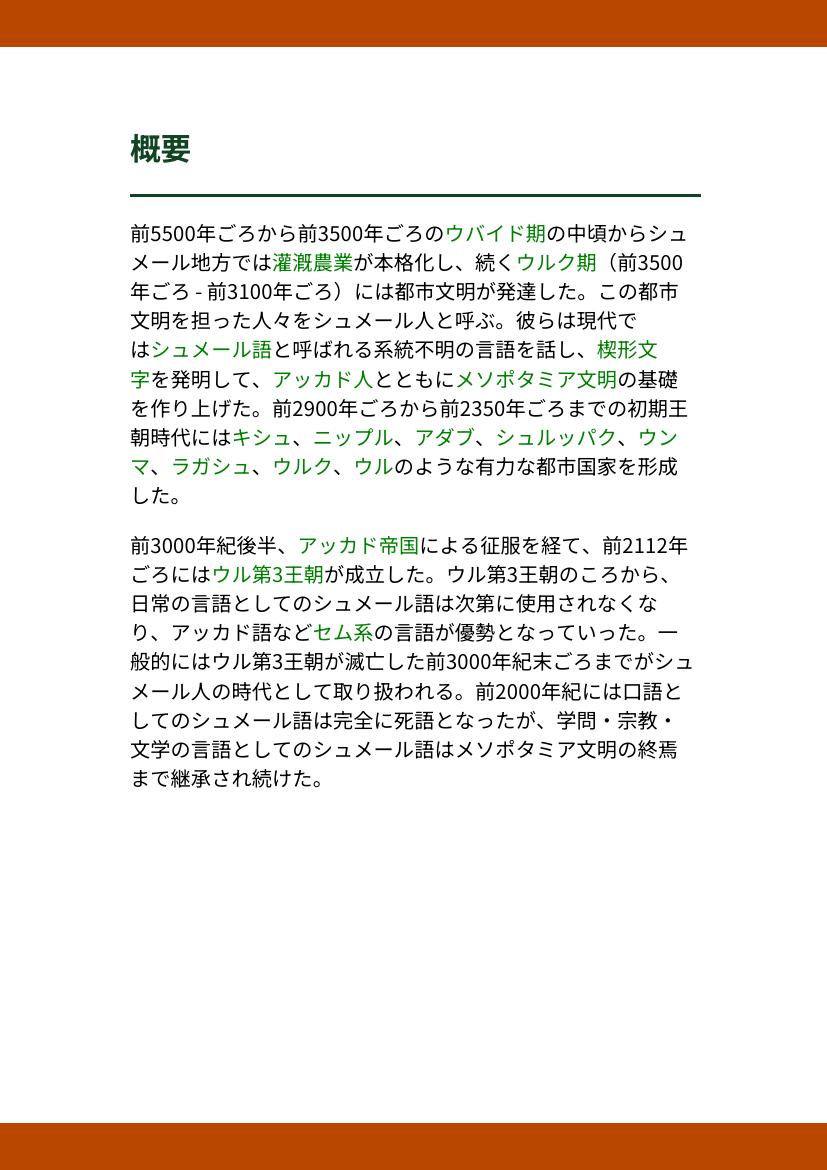 概要
前5500年ごろから前3500年ごろのウバイド期の中頃からシュ
メール地方では灌漑農業が本格化し、続くウルク期（前3500
年ごろ - 前3100年ごろ）には都市文明が発達した。この都市
文明を担った人々をシュメール人と呼ぶ。彼らは現代で
はシュメール語と呼ばれる系統不明の言語を話し、楔形文
字を発明して、アッカド人とともにメソポタミア文明の基礎
を作り上げた。前2900年ごろから前2350年ごろまでの初期王
朝時代にはキシュ、ニップル、アダブ、シュルッパク、ウン
マ、ラガシュ、ウルク、ウルのような有力な都市国家を形成
した。
前3000年紀後半、アッカド帝国による征服を経て、前2112年
ごろにはウル第3王朝が成立した。ウル第3王朝のころから、
日常の言語としてのシュメール語は次第に使用されなくな
り、アッカド語などセム系の言語が優勢となっていった。一
般的にはウル第3王朝が滅亡した前3000年紀末ごろまでがシュ
メール人の時代として取り扱われる。前2000年紀には口語と
してのシュメール語は完全に死語となったが、学問・宗教・
文学の言語としてのシュメール語はメソポタミア文明の終焉
まで継承され続けた。